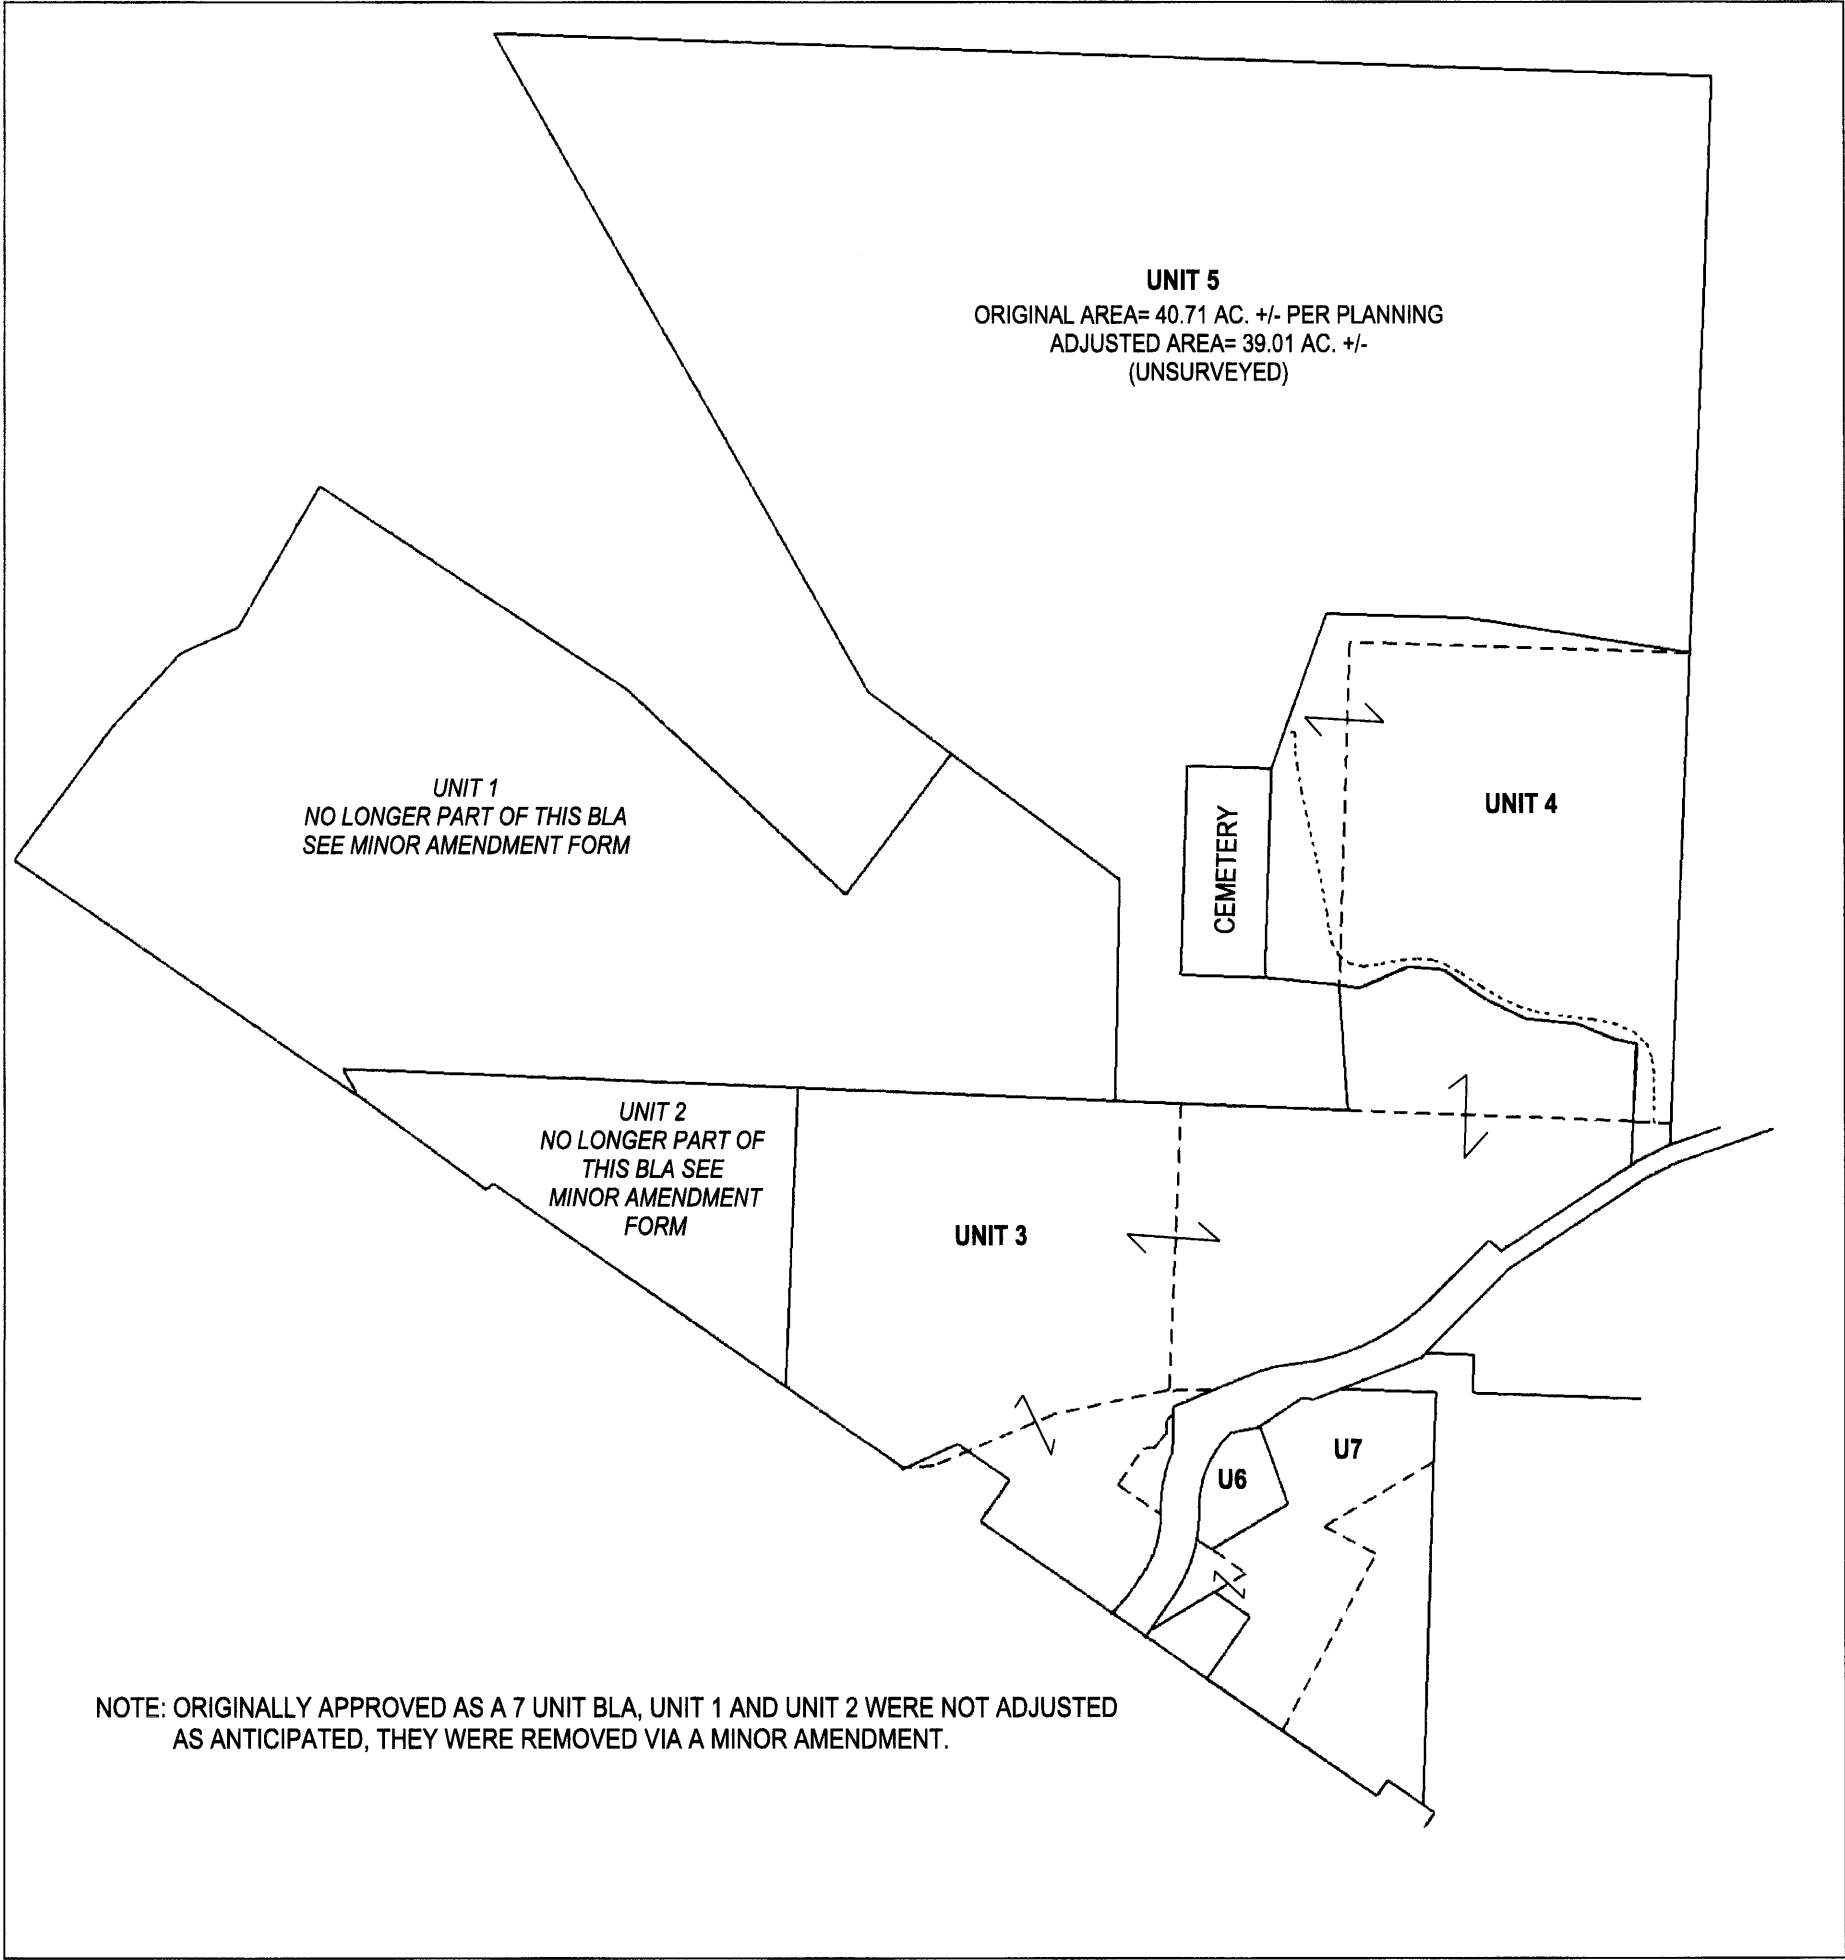 UNIT 5
ORIGINAL AREA= 40.71 AC. +/- PER PLANNING
ADJUSTED AREA= 39.01 AC. +/-
(UNSURVEYED)
UNIT 1
NO LONGER PART OF THIS BLA
SEE MINOR AMENDMENT FORM
UNIT 4
CEMETERY
UNIT 2
NO LONGER PART OF
THIS BLA SEE
MINOR AMENDMENT
FORM
UNIT 3
U7
U6
NOTE: ORIGINALLY APPROVED AS A 7 UNIT BLA, UNIT 1 AND UNIT 2 WERE NOT ADJUSTED
AS ANTICIPATED, THEY WERE REMOVED VIA A MINOR AMENDMENT.